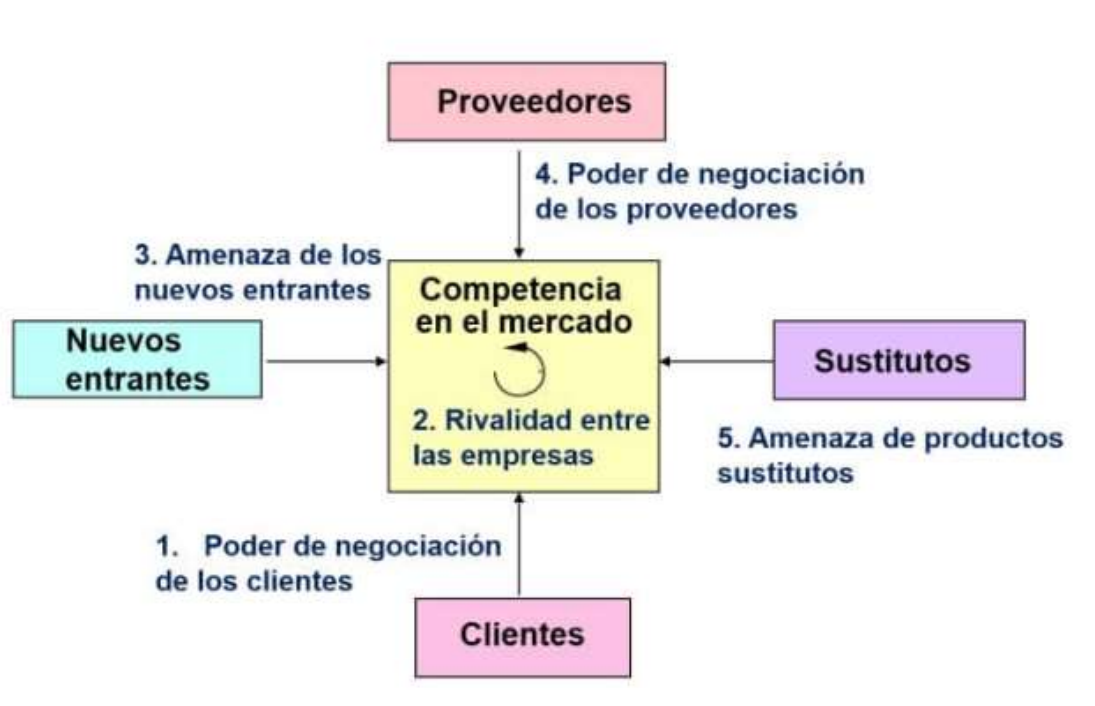 Proveedores
4. Poder de negociación
de los proveedores
3. Amenaza de los
nuevos entrantes
Competencia
en el mercado
Nuevos
entrantes
Sustitutos
2. Rivalidad entre
las empresas
5. Amenaza de productos
sustitutos
1. Poder de negociación
de los clientes
Clientes